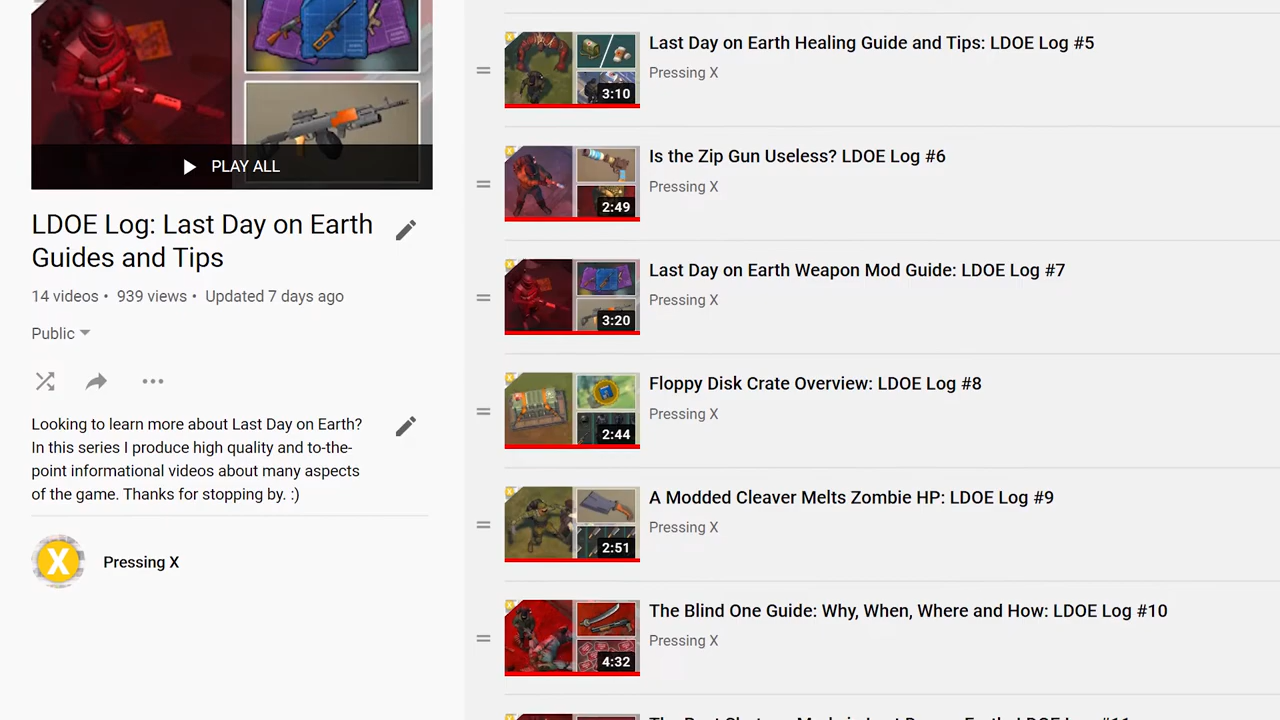 PLAY ALL
LDOE Log: Last Day on Earth
Guides and Tips
14 videos • 939 views • Updated 7 days ago
Public
Looking to learn more about Last Day on Earth?
In this series I produce high quality and to-the-
point informational videos about many aspects
of the game. Thanks for stopping by. :)
X
Pressing X
Last Day on Earth Healing Guide and Tips: LDOE Log #5
Pressing X
3:10
Is the Zip Gun Useless? LDOE Log #6
Pressing X
2:49
Last Day on Earth Weapon Mod Guide: LDOE Log #7
Pressing X
3:20
Floppy Disk Crate Overview: LDOE Log #8
Pressing X
2:44
A Modded Cleaver Melts Zombie HP: LDOE Log #9
Pressing X
2:51
The Blind One Guide: Why, When, Where and How: LDOE Log #10
Pressing X
4:32